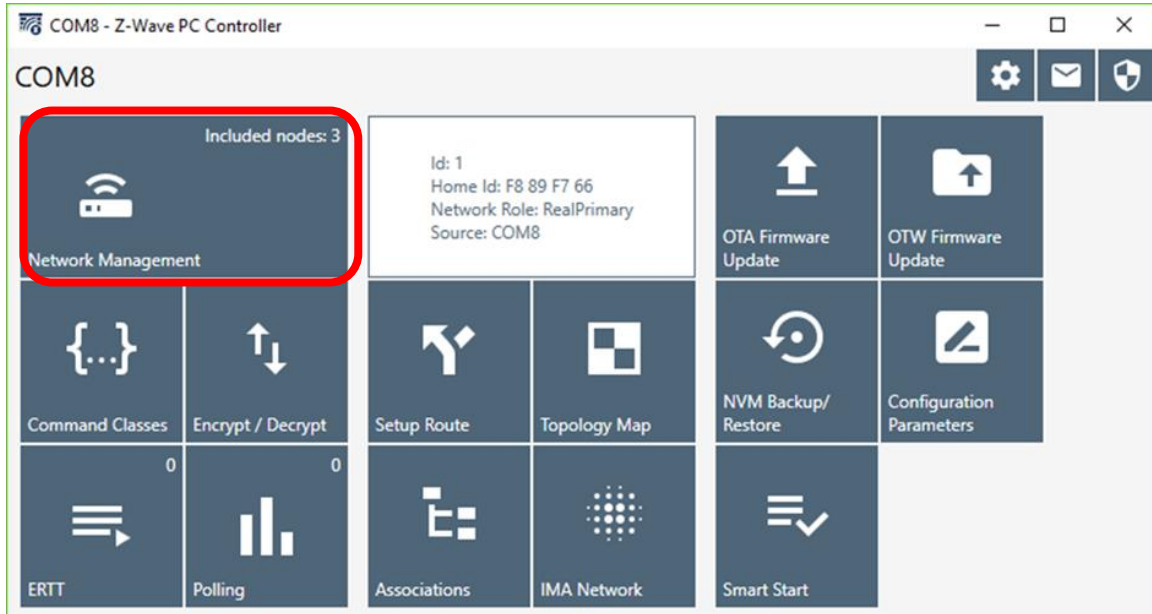 COM8 - Z-Wave PC Controller
COM8
Included nodes: 3
Network Management
Id: 1
Home Id: F8 89 F7 66
Network Role: RealPrimary
Source: COM8
OTA Firmware
Update
OTW Firmware
Update
{...}
Command Classes
Encrypt / Decrypt
Setup Route
Topology Map
NVM Backup/
Restore
Configuration
Parameters
0
ERTT
0
Polling
Associations
IMA Network
Smart Start